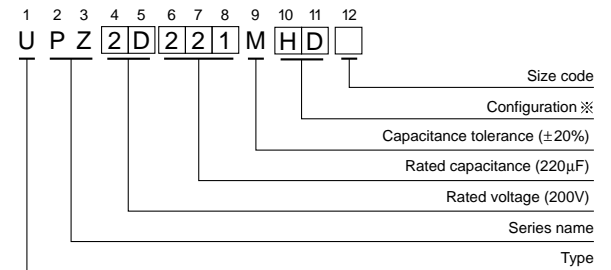 1 2 3 4 5 6 7 8 9 10 11 12
U P Z 2 D 2 2 1 M H D
Size code
Configuration ※
Capacitance tolerance (±20%)
Rated capacitance (220µF)
Rated voltage (200V)
Series name
Type